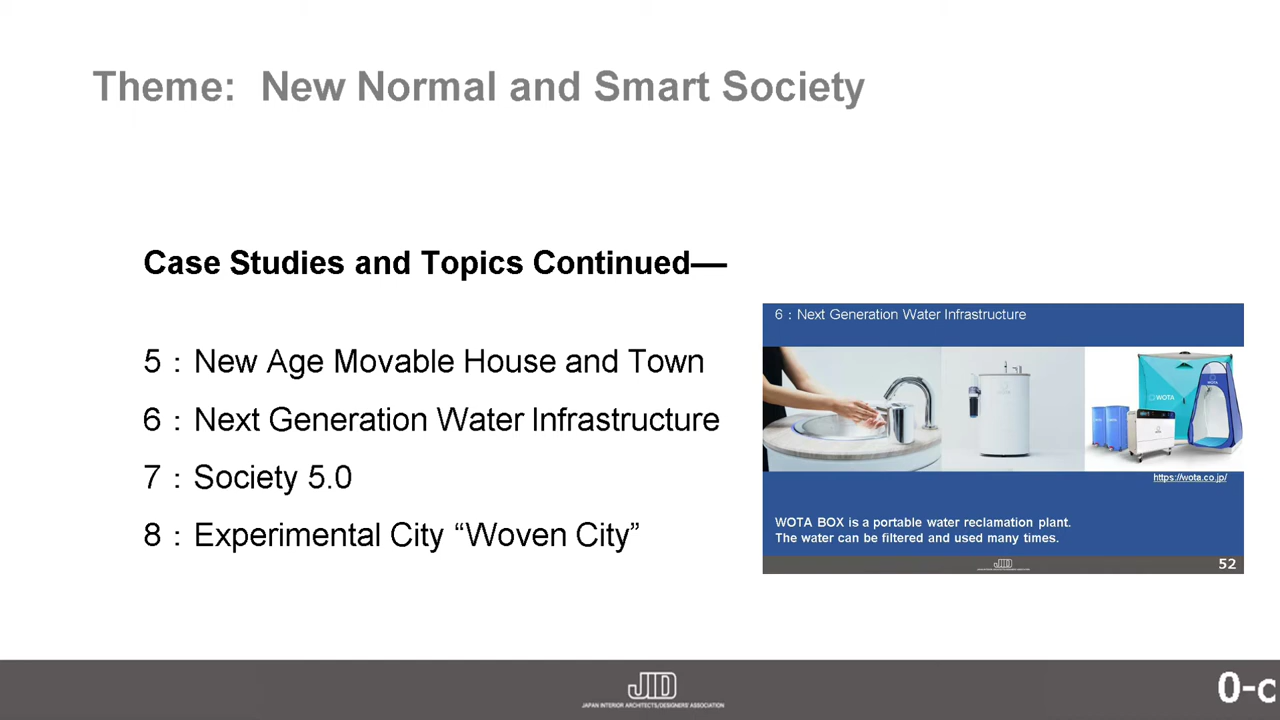 Theme: New Normal and Smart Society
Case Studies and Topics Continued—
5：New Age Movable House and Town
6：Next Generation Water Infrastructure
7：Society 5.0
8：Experimental City “Woven City”
6：Next Generation Water Infrastructure
WOTA
WOTA
https://wota.co.jp/
WOTA BOX is a portable water reclamation plant.
The water can be filtered and used many times.
JID
52
JID
JAPAN INTERIOR ARCHITECTS/DESIGNERS' ASSOCIATION
0-c